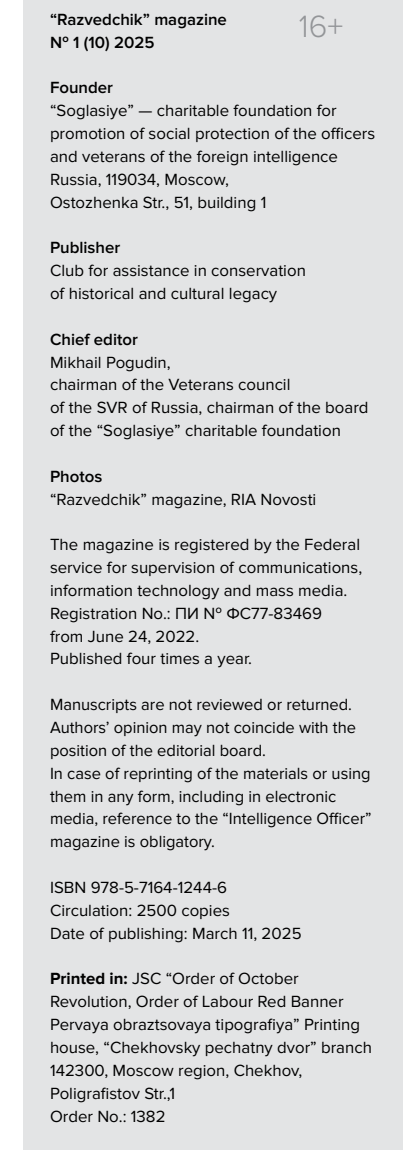 “Razvedchik” magazine
16+
Nº 1 (10) 2025
Founder
“Soglasiye” — charitable foundation for
promotion of social protection of the officers
and veterans of the foreign intelligence
Russia, 119034, Moscow,
Ostozhenka Str., 51, building 1
Publisher
Club for assistance in conservation
of historical and cultural legacy
Chief editor
Mikhail Pogudin,
chairman of the Veterans council
of the SVR of Russia, chairman of the board
of the “Soglasiye” charitable foundation
Photos
“Razvedchik” magazine, RIA Novosti
The magazine is registered by the Federal
service for supervision of communications,
information technology and mass media.
Registration No.: ПИ Nº ФС77-83469
from June 24, 2022.
Published four times a year.
Manuscripts are not reviewed or returned.
Authors’ opinion may not coincide with the
position of the editorial board.
In case of reprinting of the materials or using
them in any form, including in electronic
media, reference to the “Intelligence Officer”
magazine is obligatory.
ISBN 978-5-7164-1244-6
Circulation: 2500 copies
Date of publishing: March 11, 2025
Printed in: JSC “Order of October
Revolution, Order of Labour Red Banner
Pervaya obraztsovaya tipografiya” Printing
house, “Chekhovsky pechatny dvor” branch
142300, Moscow region, Chekhov,
Poligrafistov Str.,1
Order No.: 1382